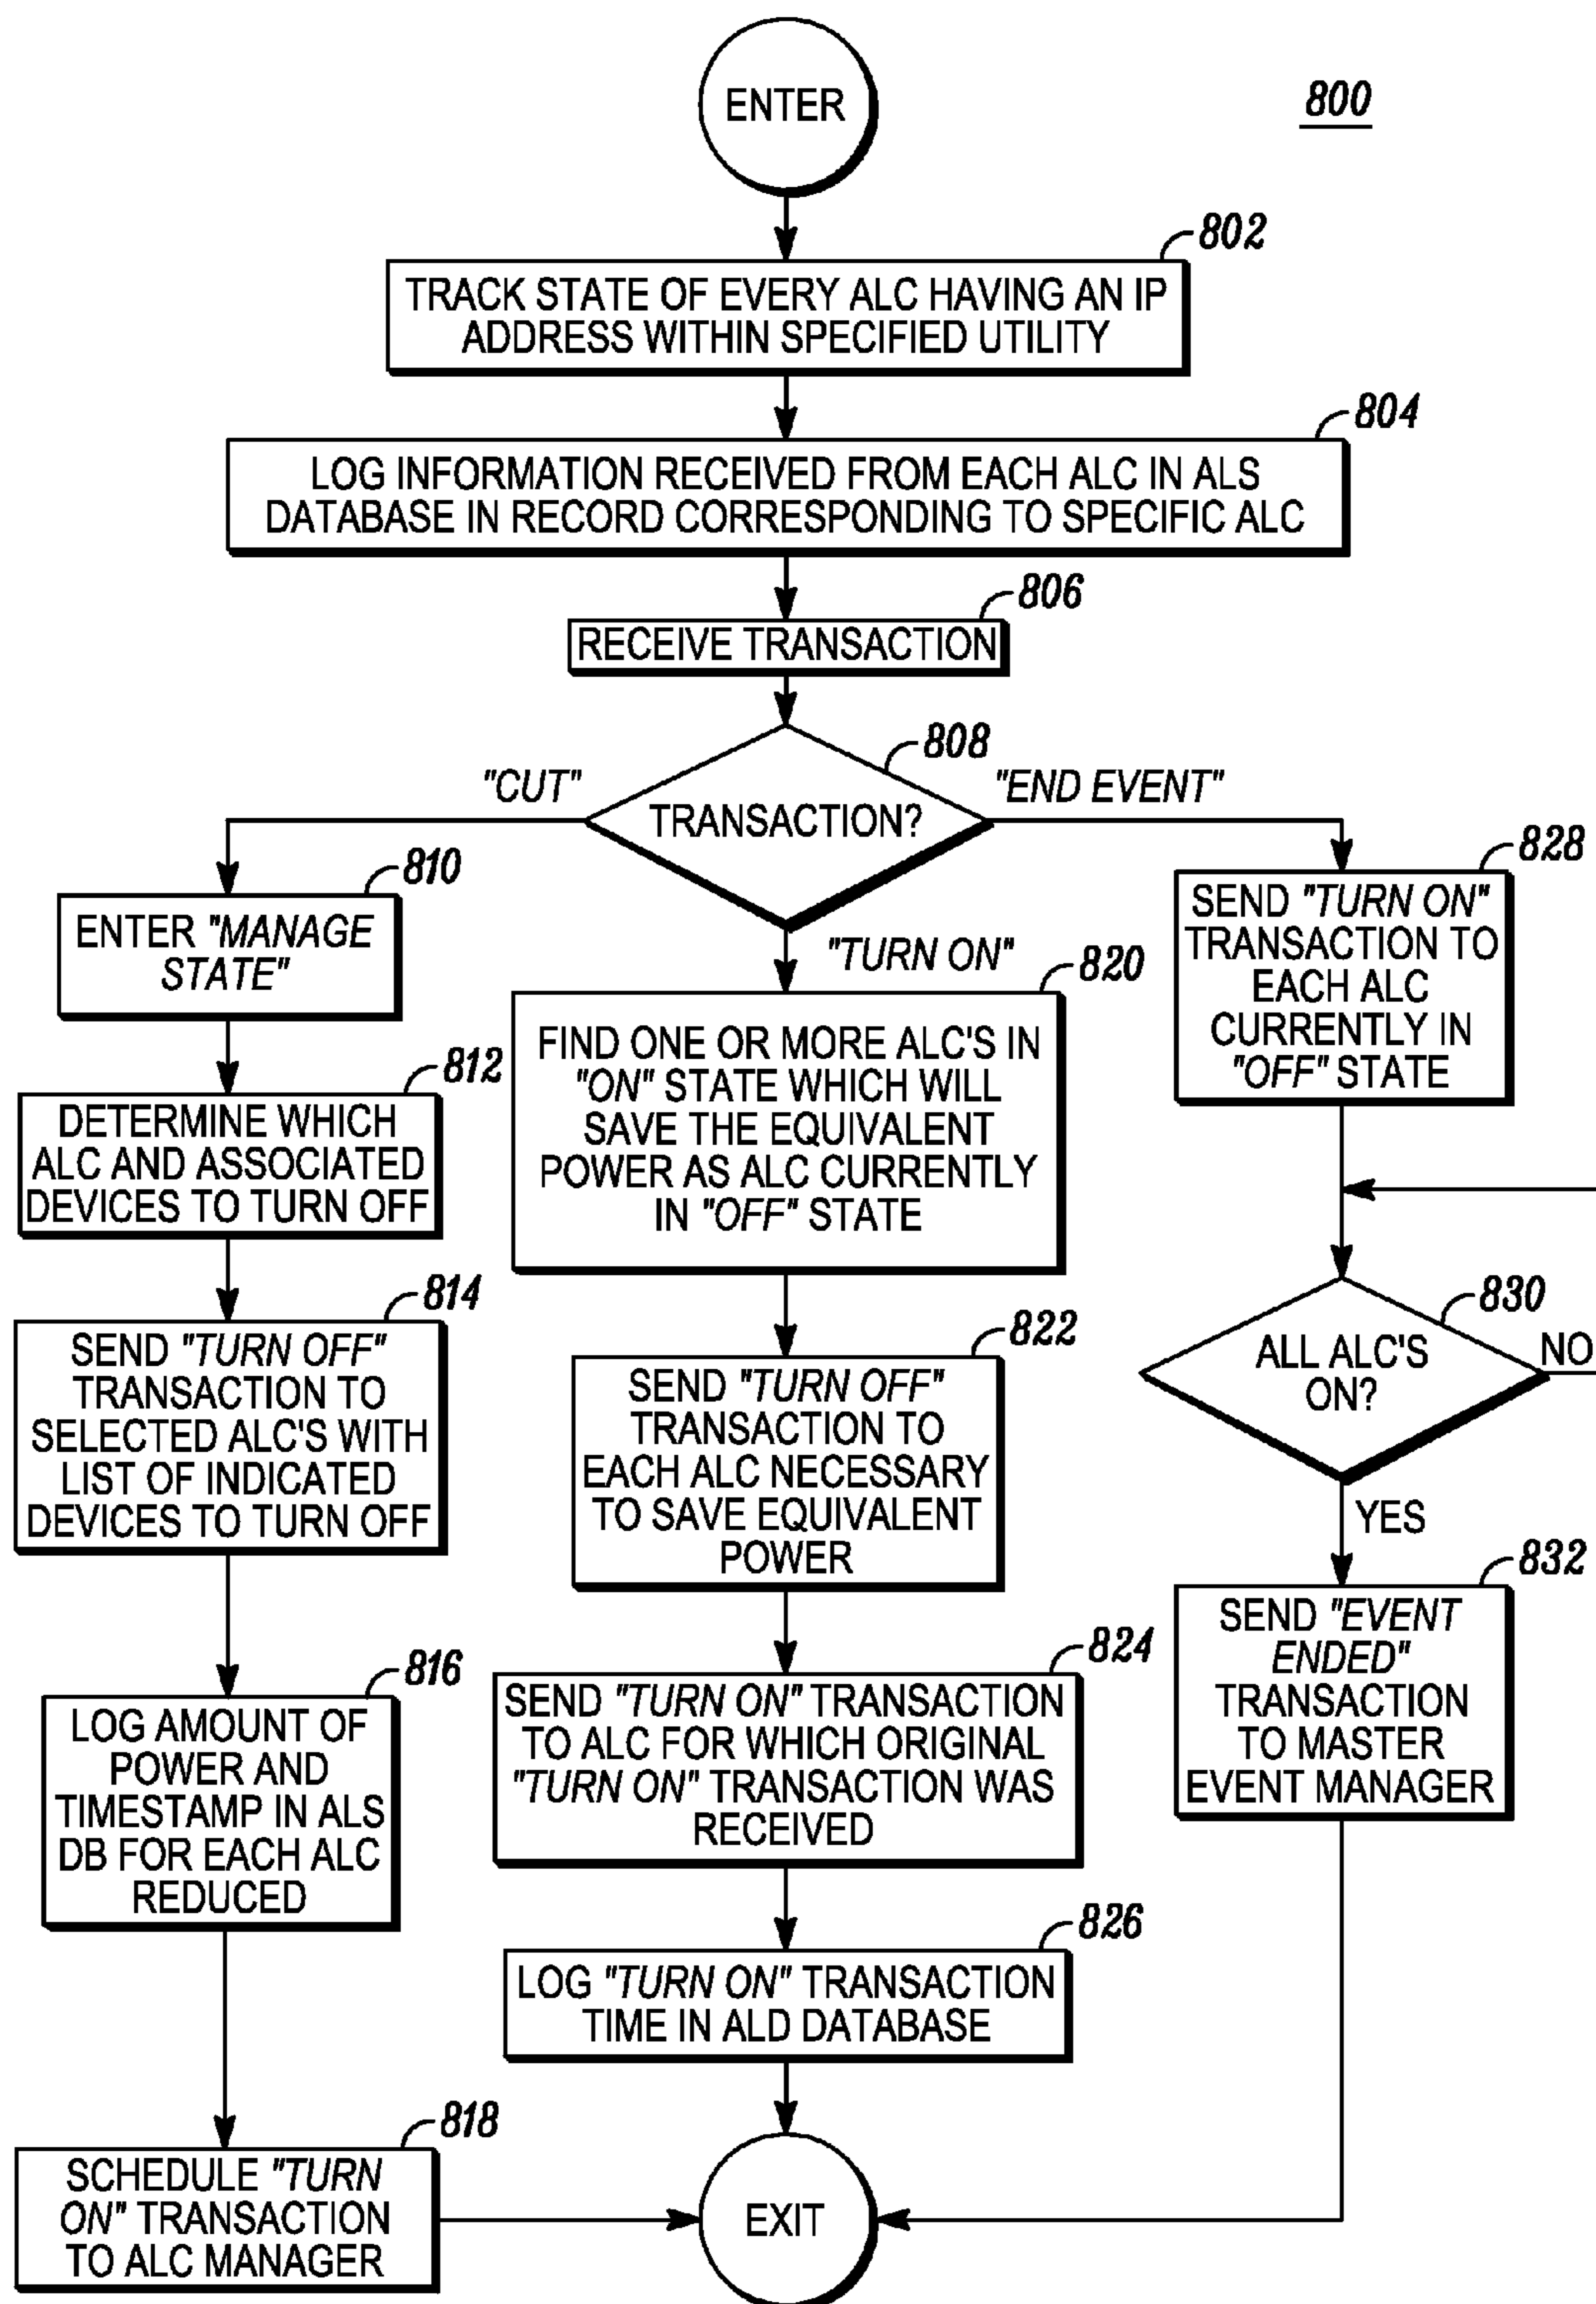 ENTER
800
802
TRACK STATE OF EVERY ALC HAVING AN IP
ADDRESS WITHIN SPECIFIED UTILITY
804
LOG INFORMATION RECEIVED FROM EACH ALC IN ALS
DATABASE IN RECORD CORRESPONDING TO SPECIFIC ALC
806
RECEIVE TRANSACTION
808
TRANSACTION?
"CUT"
"END EVENT"
"TURN ON"
810
ENTER "MANAGE
STATE"
812
DETERMINE WHICH
ALC AND ASSOCIATED
DEVICES TO TURN OFF
814
SEND "TURN OFF"
TRANSACTION TO
SELECTED ALC'S WITH
LIST OF INDICATED
DEVICES TO TURN OFF
816
LOG AMOUNT OF
POWER AND
TIMESTAMP IN ALS
DB FOR EACH ALC
REDUCED
818
SCHEDULE "TURN
ON" TRANSACTION
TO ALC MANAGER
820
FIND ONE OR MORE ALC'S IN
"ON" STATE WHICH WILL
SAVE THE EQUIVALENT
POWER AS ALC CURRENTLY
IN "OFF" STATE
822
SEND "TURN OFF"
TRANSACTION TO
EACH ALC NECESSARY
TO SAVE EQUIVALENT
POWER
824
SEND "TURN ON" TRANSACTION
TO ALC FOR WHICH ORIGINAL
"TURN ON" TRANSACTION WAS
RECEIVED
826
LOG "TURN ON" TRANSACTION
TIME IN ALD DATABASE
828
SEND "TURN ON"
TRANSACTION TO
EACH ALC
CURRENTLY IN
"OFF" STATE
830
ALL ALC'S
ON?
NO
YES
832
SEND "EVENT
ENDED"
TRANSACTION
TO MASTER
EVENT MANAGER
EXIT